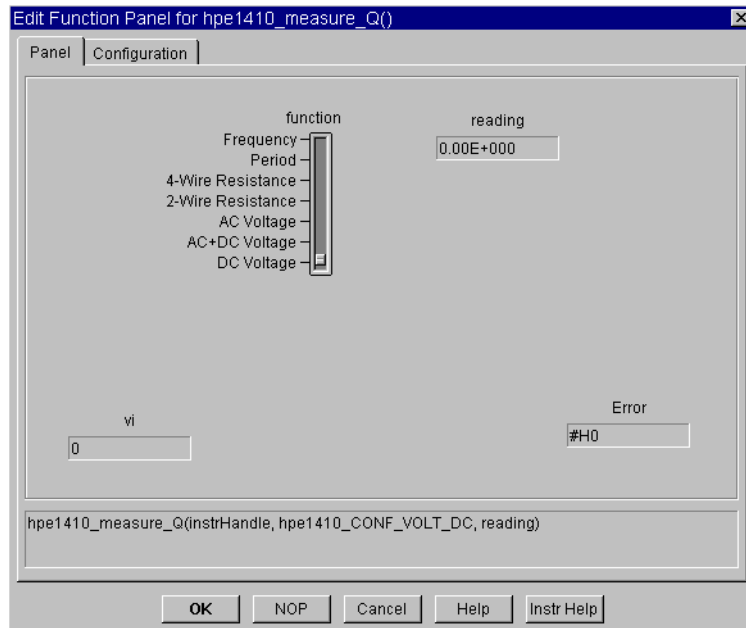 Edit Function Panel for hpe1410_measure_Q()
Panel
Configuration
function
Frequency
Period
4-Wire Resistance
2-Wire Resistance
AC Voltage
AC+DC Voltage
DC Voltage
reading
0.00E+000
vi
0
Error
#H0
hpe1410_measure_Q(instrHandle, hpe1410_CONF_VOLT_DC, reading)
OK
NOP
Cancel
Help
Instr Help